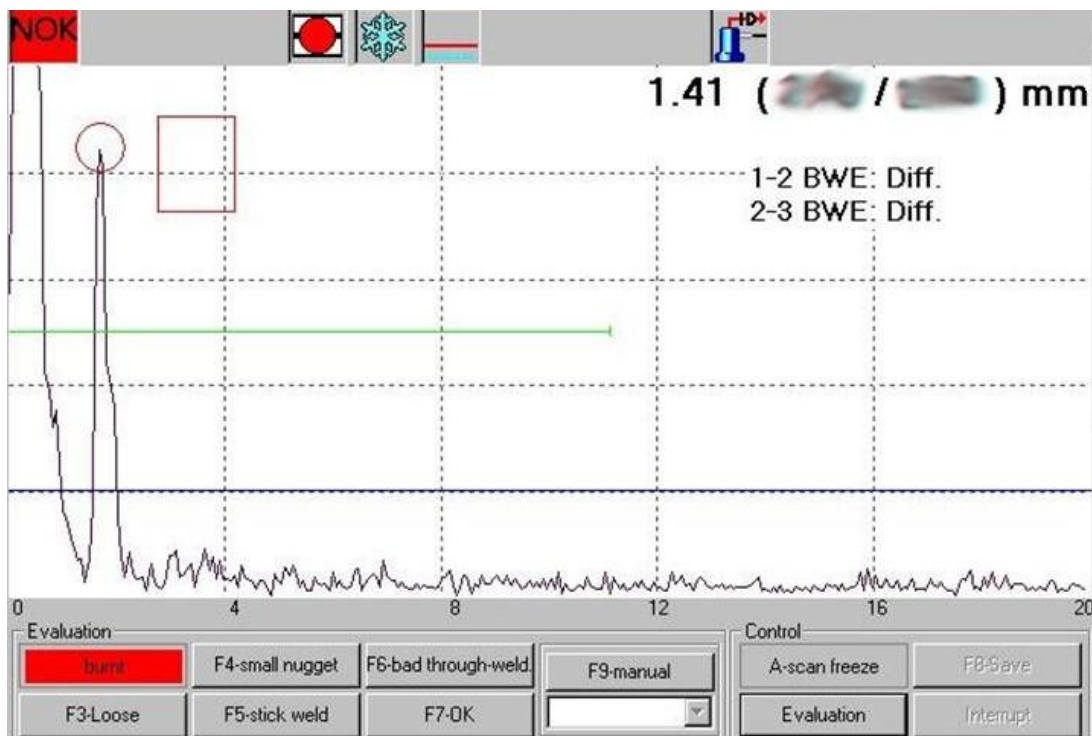 NOK
HD
1.41 ( / ) mm
1-2 BWE: Diff.
2-3 BWE: Diff.
0 4 8 12 16 20
Evaluation
burnt F4-small nugget F6-bad through-weld. F9-manual
F3-Loose F5-stick weld F7-OK
Control
A-scan freeze F8-Save
Evaluation Interrupt